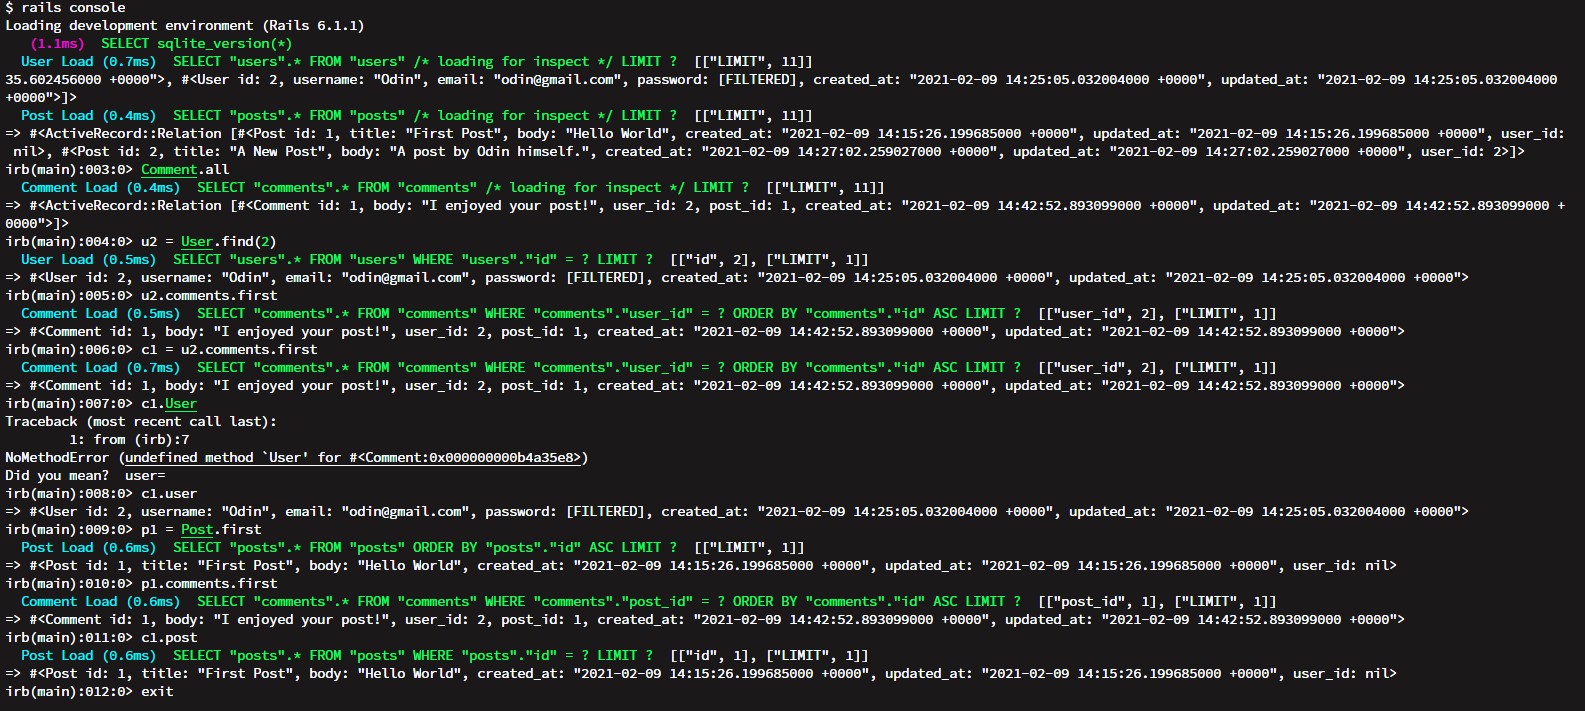 $ rails console
Loading development environment (Rails 6.1.1)
(1.1ms)  SELECT sqlite_version(*)
User Load (0.7ms)  SELECT "users".* FROM "users" /* loading for inspect */ LIMIT ?  [["LIMIT", 11]]
35.602456000 +0000">, #<User id: 2, username: "Odin", email: "odin@gmail.com", password: [FILTERED], created_at: "2021-02-09 14:25:05.032004000 +0000", updated_at: "2021-02-09 14:25:05.032004000
+0000">]>
Post Load (0.4ms)  SELECT "posts".* FROM "posts" /* loading for inspect */ LIMIT ?  [["LIMIT", 11]]
=> #<ActiveRecord::Relation [#<Post id: 1, title: "First Post", body: "Hello World", created_at: "2021-02-09 14:15:26.199685000 +0000", updated_at: "2021-02-09 14:15:26.199685000 +0000", user_id:
nil>, #<Post id: 2, title: "A New Post", body: "A post by Odin himself.", created_at: "2021-02-09 14:27:02.259027000 +0000", updated_at: "2021-02-09 14:27:02.259027000 +0000", user_id: 2>]>
irb(main):003:0> Comment.all
Comment Load (0.4ms)  SELECT "comments".* FROM "comments" /* loading for inspect */ LIMIT ?  [["LIMIT", 11]]
=> #<ActiveRecord::Relation [#<Comment id: 1, body: "I enjoyed your post!", user_id: 2, post_id: 1, created_at: "2021-02-09 14:42:52.893099000 +0000", updated_at: "2021-02-09 14:42:52.893099000 +
0000">]>
irb(main):004:0> u2 = User.find(2)
User Load (0.5ms)  SELECT "users".* FROM "users" WHERE "users"."id" = ? LIMIT ?  [["id", 2], ["LIMIT", 1]]
=> #<User id: 2, username: "Odin", email: "odin@gmail.com", password: [FILTERED], created_at: "2021-02-09 14:25:05.032004000 +0000", updated_at: "2021-02-09 14:25:05.032004000 +0000">
irb(main):005:0> u2.comments.first
Comment Load (0.5ms)  SELECT "comments".* FROM "comments" WHERE "comments"."user_id" = ? ORDER BY "comments"."id" ASC LIMIT ?  [["user_id", 2], ["LIMIT", 1]]
=> #<Comment id: 1, body: "I enjoyed your post!", user_id: 2, post_id: 1, created_at: "2021-02-09 14:42:52.893099000 +0000", updated_at: "2021-02-09 14:42:52.893099000 +0000">
irb(main):006:0> c1 = u2.comments.first
Comment Load (0.7ms)  SELECT "comments".* FROM "comments" WHERE "comments"."user_id" = ? ORDER BY "comments"."id" ASC LIMIT ?  [["user_id", 2], ["LIMIT", 1]]
=> #<Comment id: 1, body: "I enjoyed your post!", user_id: 2, post_id: 1, created_at: "2021-02-09 14:42:52.893099000 +0000", updated_at: "2021-02-09 14:42:52.893099000 +0000">
irb(main):007:0> c1.User
Traceback (most recent call last):
1: from (irb):7
NoMethodError (undefined method `User' for #<Comment:0x000000000b4a35e8>)
Did you mean?  user=
irb(main):008:0> c1.user
=> #<User id: 2, username: "Odin", email: "odin@gmail.com", password: [FILTERED], created_at: "2021-02-09 14:25:05.032004000 +0000", updated_at: "2021-02-09 14:25:05.032004000 +0000">
irb(main):009:0> p1 = Post.first
Post Load (0.6ms)  SELECT "posts".* FROM "posts" ORDER BY "posts"."id" ASC LIMIT ?  [["LIMIT", 1]]
=> #<Post id: 1, title: "First Post", body: "Hello World", created_at: "2021-02-09 14:15:26.199685000 +0000", updated_at: "2021-02-09 14:15:26.199685000 +0000", user_id: nil>
irb(main):010:0> p1.comments.first
Comment Load (0.6ms)  SELECT "comments".* FROM "comments" WHERE "comments"."post_id" = ? ORDER BY "comments"."id" ASC LIMIT ?  [["post_id", 1], ["LIMIT", 1]]
=> #<Comment id: 1, body: "I enjoyed your post!", user_id: 2, post_id: 1, created_at: "2021-02-09 14:42:52.893099000 +0000", updated_at: "2021-02-09 14:42:52.893099000 +0000">
irb(main):011:0> c1.post
Post Load (0.6ms)  SELECT "posts".* FROM "posts" WHERE "posts"."id" = ? LIMIT ?  [["id", 1], ["LIMIT", 1]]
=> #<Post id: 1, title: "First Post", body: "Hello World", created_at: "2021-02-09 14:15:26.199685000 +0000", updated_at: "2021-02-09 14:15:26.199685000 +0000", user_id: nil>
irb(main):012:0> exit